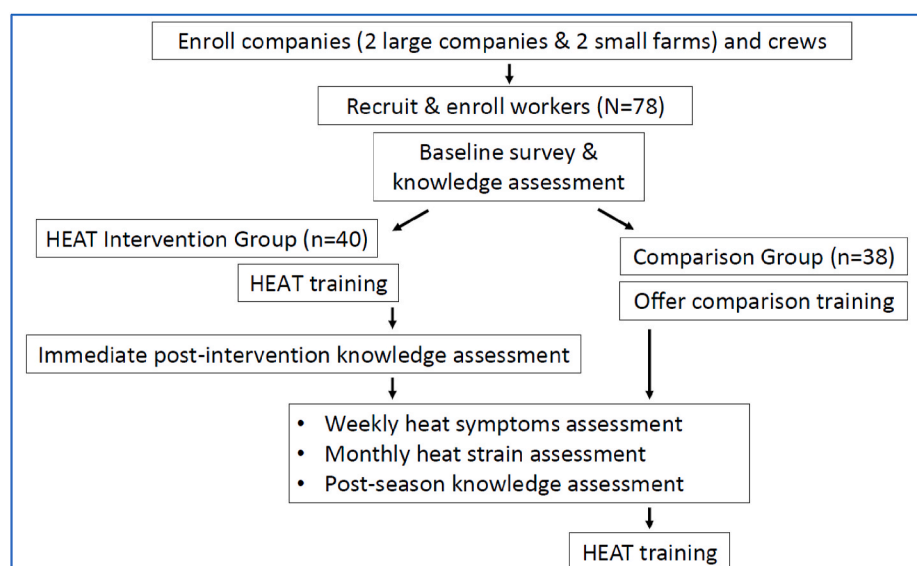 Enroll companies (2 large companies & 2 small farms) and crews
Recruit & enroll workers (N=78)
Baseline survey &
knowledge assessment
HEAT Intervention Group (n=40)
HEAT training
Comparison Group (n=38)
Offer comparison training
Immediate post-intervention knowledge assessment
• Weekly heat symptoms assessment
• Monthly heat strain assessment
• Post-season knowledge assessment
HEAT training